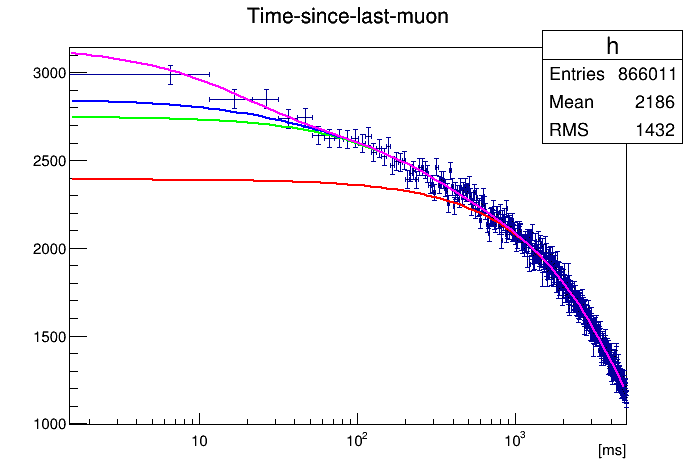 Time-since-last-muon
h
Entries 866011
Mean 2186
RMS 1432
3000
2500
2000
1500
1000
10
10²
10³
[ms]